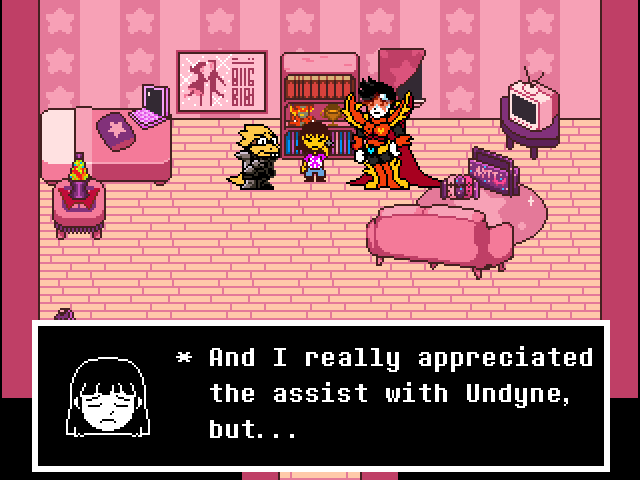 * And I really appreciated
the assist with Undyne,
but...